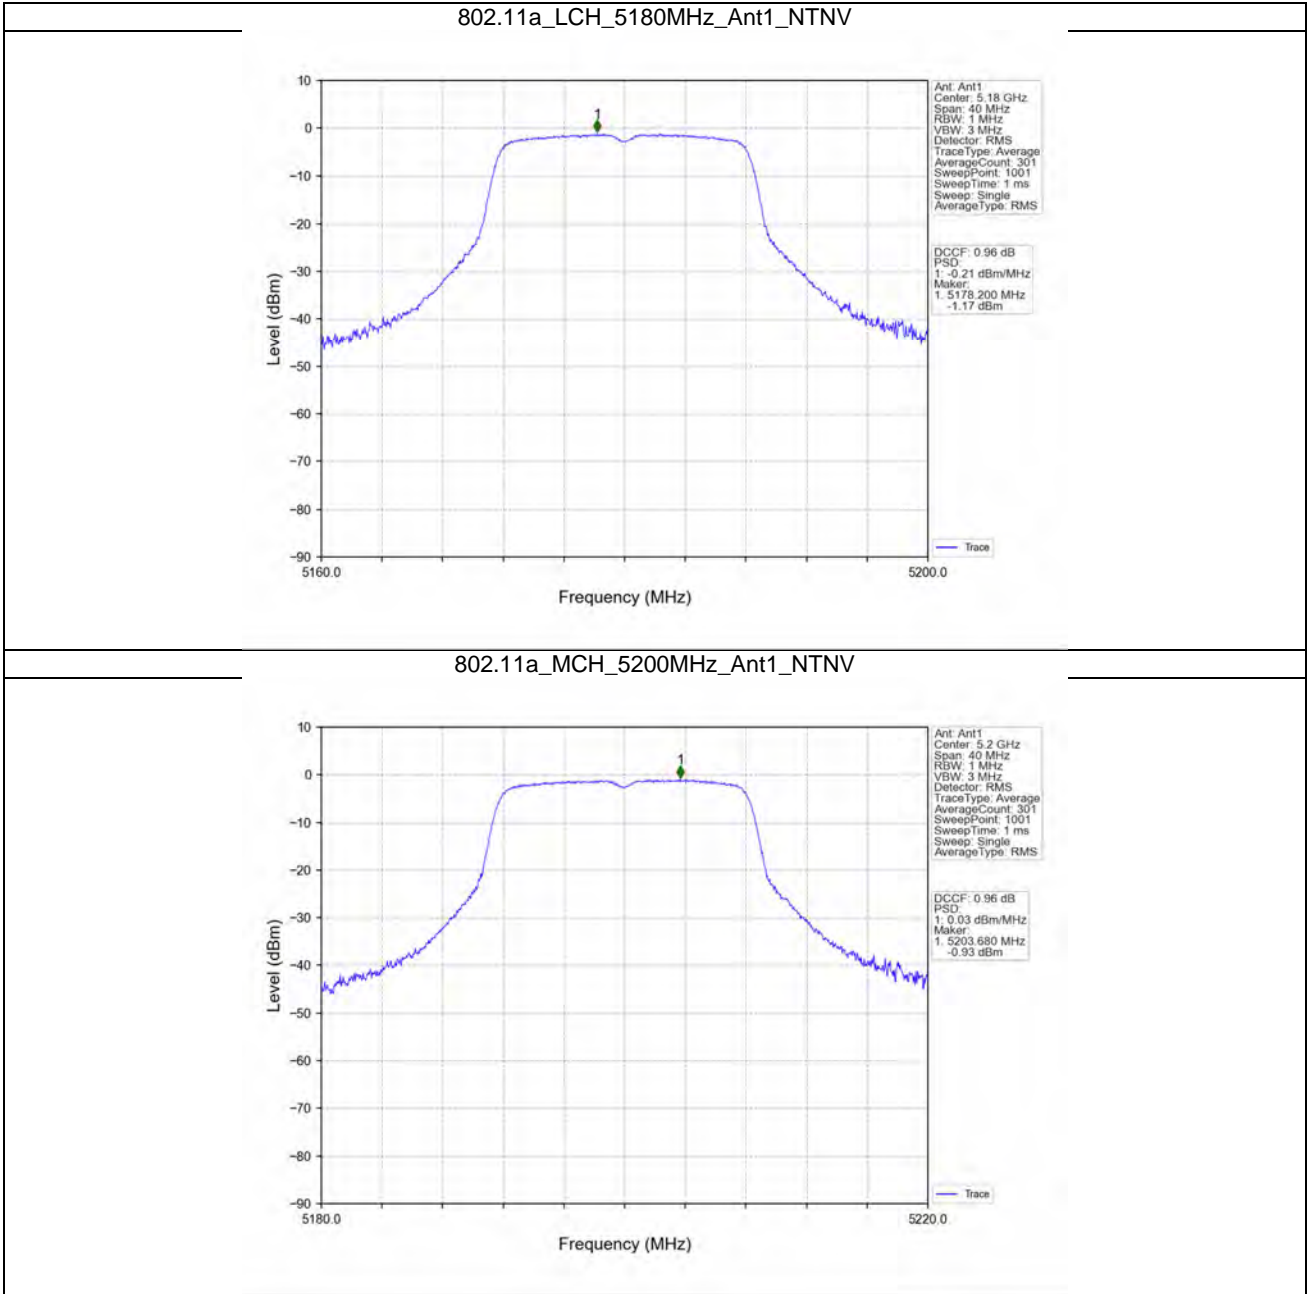 802.11a_LCH_5180MHz_Ant1_NTNV
10
0
−10
−20
−30
−40
−50
−60
−70
−80
−90
Level (dBm)
1
5160.0
5200.0
Frequency (MHz)
Ant: Ant1
Center: 5.18 GHz
Span: 40 MHz
RBW: 1 MHz
VBW: 3 MHz
Detector: RMS
TraceType: Average
AverageCount: 301
SweepPoint: 1001
SweepTime: 1 ms
Sweep: Single
AverageType: RMS
DCCF: 0.96 dB
PSD:
1: -0.21 dBm/MHz
Maker:
1. 5178.200 MHz
-1.17 dBm
Trace
802.11a_MCH_5200MHz_Ant1_NTNV
10
0
−10
−20
−30
−40
−50
−60
−70
−80
−90
Level (dBm)
1
5180.0
5220.0
Frequency (MHz)
Ant: Ant1
Center: 5.2 GHz
Span: 40 MHz
RBW: 1 MHz
VBW: 3 MHz
Detector: RMS
TraceType: Average
AverageCount: 301
SweepPoint: 1001
SweepTime: 1 ms
Sweep: Single
AverageType: RMS
DCCF: 0.96 dB
PSD:
1: 0.03 dBm/MHz
Maker:
1. 5203.680 MHz
-0.93 dBm
Trace